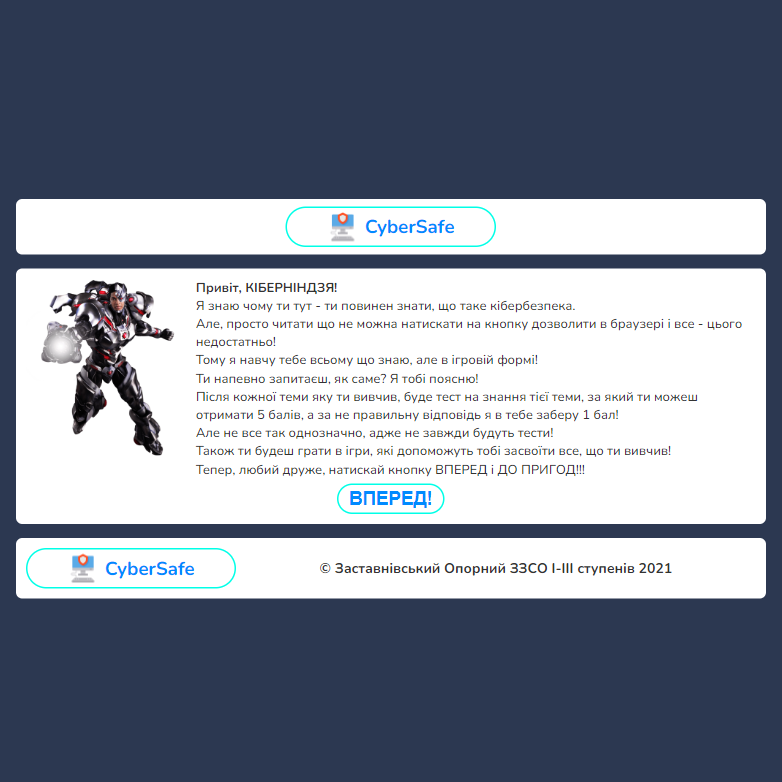 CyberSafe
Привіт, КІБЕРНІНДЗЯ!
Я знаю чому ти тут - ти повинен знати, що таке кібербезпека.
Але, просто читати що не можна натискати на кнопку дозволити в браузері і все - цього
недостатньо!
Тому я навчу тебе всьому що знаю, але в ігровій формі!
Ти напевно запитаєш, як саме? Я тобі поясню!
Після кожної теми яку ти вивчив, буде тест на знання тієї теми, за який ти можеш
отримати 5 балів, а за не правильну відповідь я в тебе заберу 1 бал!
Але не все так однозначно, адже не завжди будуть тести!
Також ти будеш грати в ігри, які допоможуть тобі засвоїти все, що ти вивчив!
Тепер, любий друже, натискай кнопку ВПЕРЕД і ДО ПРИГОД!!!
ВПЕРЕД!
CyberSafe
© Заставнівський Опорний ЗЗСО І-ІІІ ступенів 2021